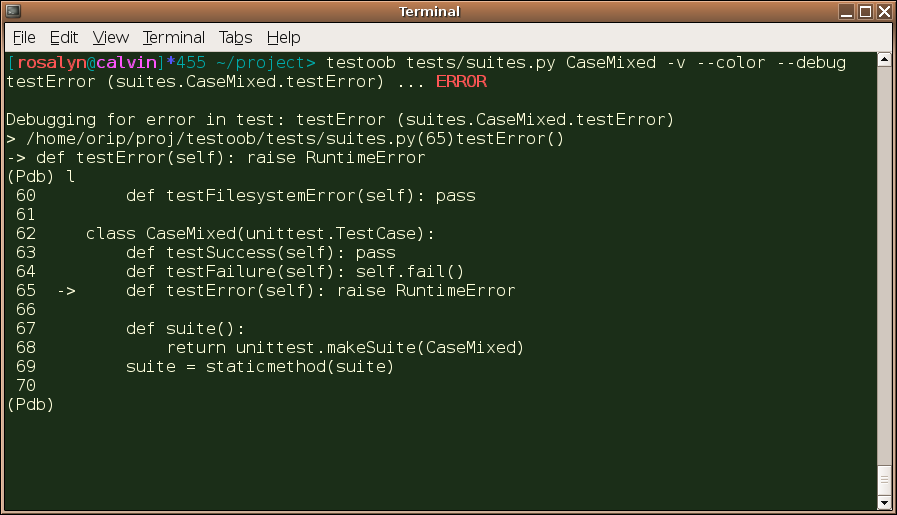 Terminal
File Edit View Terminal Tabs Help
[rosalyn@calvin]*455 ~/project> testoob tests/suites.py CaseMixed -v --color --debug
testError (suites.CaseMixed.testError) ... ERROR
Debugging for error in test: testError (suites.CaseMixed.testError)
> /home/orip/proj/testoob/tests/suites.py(65)testError()
-> def testError(self): raise RuntimeError
(Pdb) l
60         def testFilesystemError(self): pass
61
62     class CaseMixed(unittest.TestCase):
63         def testSuccess(self): pass
64         def testFailure(self): self.fail()
65  ->     def testError(self): raise RuntimeError
66
67         def suite():
68             return unittest.makeSuite(CaseMixed)
69         suite = staticmethod(suite)
70
(Pdb)